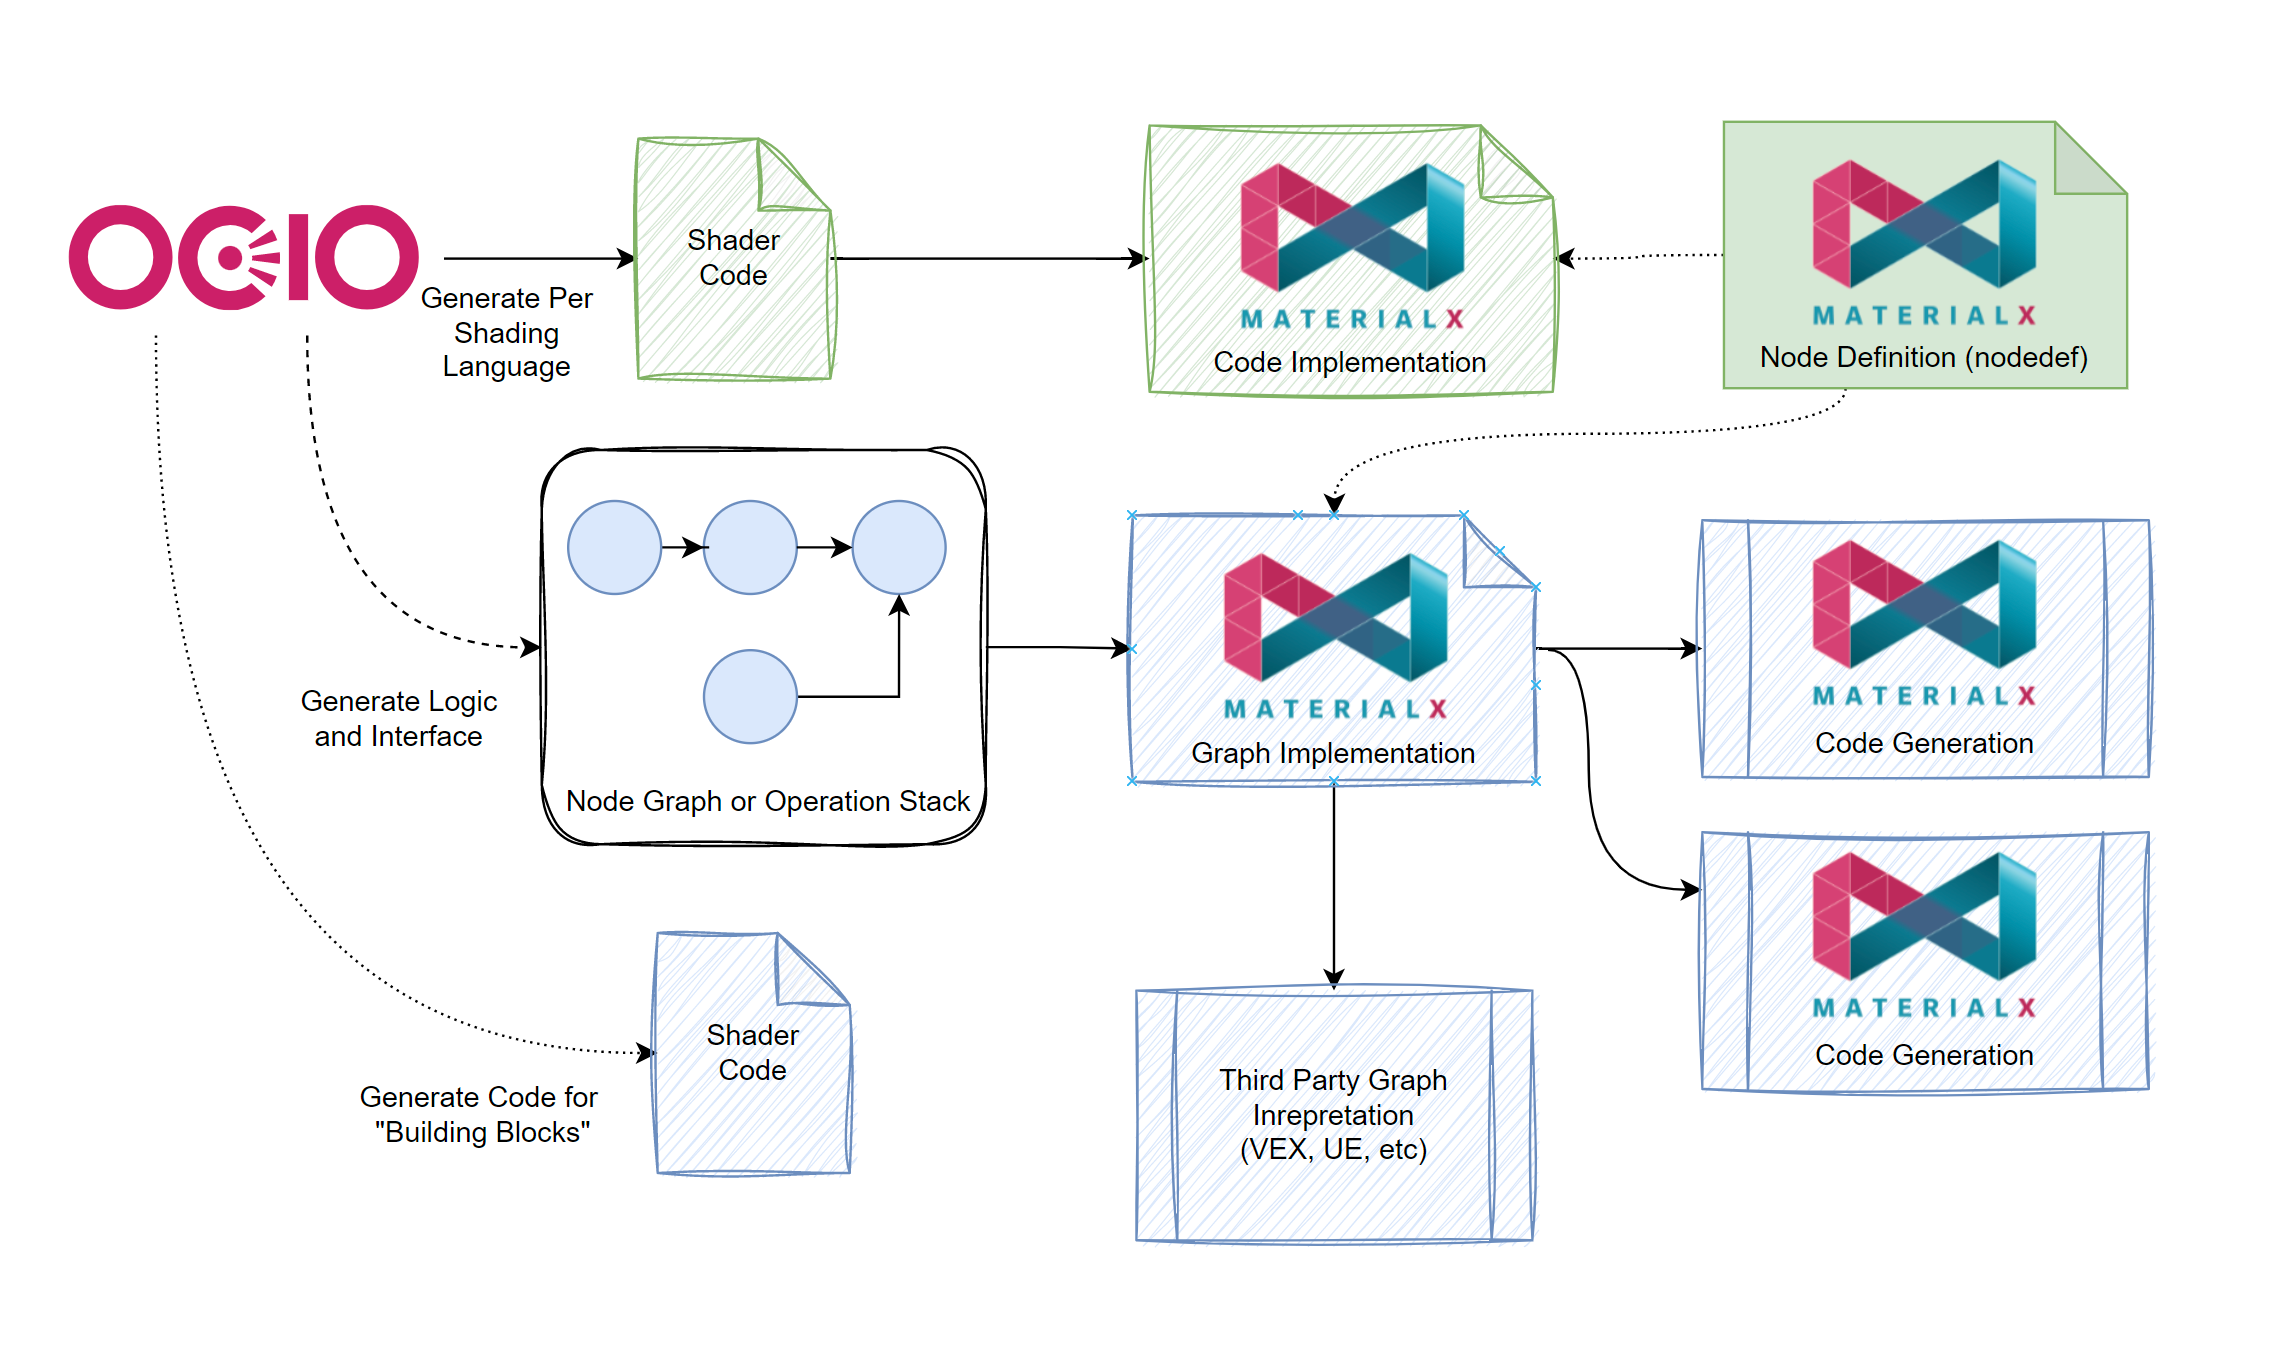 OCIO
Generate Per
Shading
Language
Shader
Code
MATERIALX
Code Implementation
MATERIALX
Node Definition (nodedef)
Generate Logic
and Interface
Node Graph or Operation Stack
MATERIALX
Graph Implementation
MATERIALX
Code Generation
MATERIALX
Code Generation
Generate Code for
"Building Blocks"
Shader
Code
Third Party Graph
Inrepretation
(VEX, UE, etc)